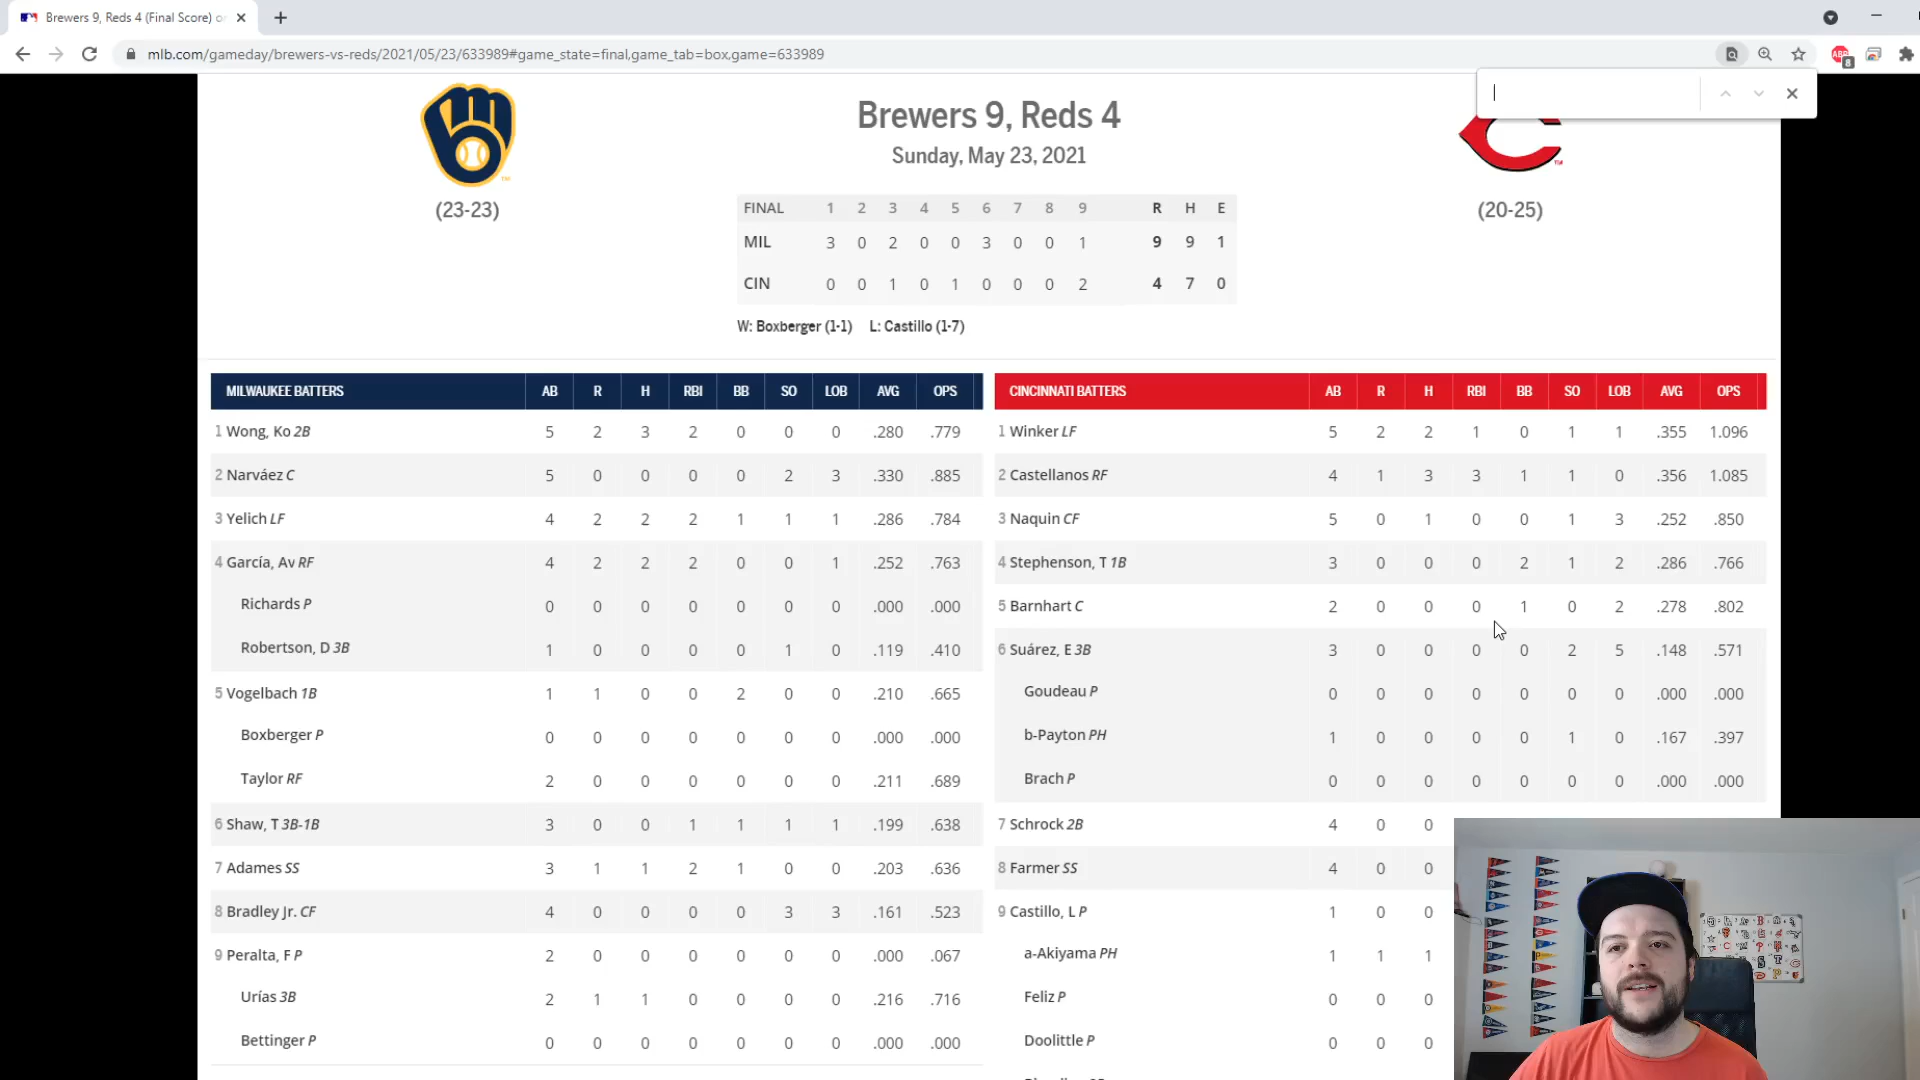 Brewers 9, Reds 4 (Final Score) o
mlb.com/gameday/brewers-vs-reds/2021/05/23/633989#game_state=final,game_tab=box,game=633989
ABP
8
Brewers 9, Reds 4
Sunday, May 23, 2021
(23-23)
(20-25)
FINAL 1 2 3 4 5 6 7 8 9 R H E
MIL 3 0 2 0 0 3 0 0 1 9 9 1
CIN 0 0 1 0 1 0 0 0 2 4 7 0
W: Boxberger (1-1) L: Castillo (1-7)
MILWAUKEE BATTERS AB R H RBI BB SO LOB AVG OPS
1 Wong, Ko 2B 5 2 3 2 0 0 0 .280 .779
2 Narváez C 5 0 0 0 0 2 3 .330 .885
3 Yelich LF 4 2 2 2 1 1 1 .286 .784
4 García, Av RF 4 2 2 2 0 0 1 .252 .763
Richards P 0 0 0 0 0 0 0 .000 .000
Robertson, D 3B 1 0 0 0 0 1 0 .119 .410
5 Vogelbach 1B 1 1 0 0 2 0 0 .210 .665
Boxberger P 0 0 0 0 0 0 0 .000 .000
Taylor RF 2 0 0 0 0 0 0 .211 .689
6 Shaw, T 3B-1B 3 0 0 1 1 1 1 .199 .638
7 Adames SS 3 1 1 2 1 0 0 .203 .636
8 Bradley Jr. CF 4 0 0 0 0 3 3 .161 .523
9 Peralta, F P 2 0 0 0 0 0 0 .000 .067
Urías 3B 2 1 1 0 0 0 0 .216 .716
Bettinger P 0 0 0 0 0 0 0 .000 .000
CINCINNATI BATTERS AB R H RBI BB SO LOB AVG OPS
1 Winker LF 5 2 2 1 0 1 1 .355 1.096
2 Castellanos RF 4 1 3 3 1 1 0 .356 1.085
3 Naquin CF 5 0 1 0 0 1 3 .252 .850
4 Stephenson, T 1B 3 0 0 0 2 1 2 .286 .766
5 Barnhart C 2 0 0 0 1 0 2 .278 .802
6 Suárez, E 3B 3 0 0 0 0 2 5 .148 .571
Goudeau P 0 0 0 0 0 0 0 .000 .000
b-Payton PH 1 0 0 0 0 1 0 .167 .397
Brach P 0 0 0 0 0 0 0 .000 .000
7 Schrock 2B 4 0 0
8 Farmer SS 4 0 0
9 Castillo, L P 1 0 0
a-Akiyama PH 1 1 1
Feliz P 0 0 0
Doolittle P 0 0 0